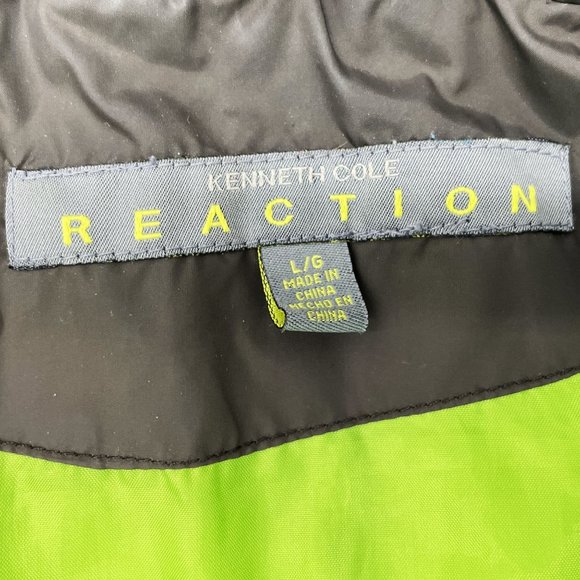 KENNETH COLE
REACTION
L/G
MADE IN
CHINA
HECHO EN
CHINA